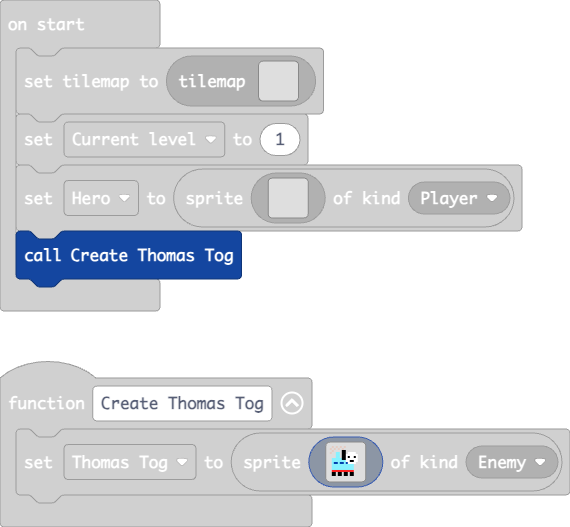 on start
set tilemap to tilemap
set Current level to 1
set Hero to sprite of kind Player
call Create Thomas Tog
function Create Thomas Tog
set Thomas Tog to sprite of kind Enemy